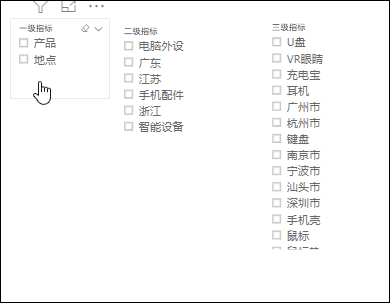 一级指标
产品
地点
二级指标
电脑外设
广东
江苏
手机配件
浙江
智能设备
三级指标
U盘
VR眼睛
充电宝
耳机
广州市
杭州市
键盘
南京市
宁波市
汕头市
深圳市
手机壳
鼠标